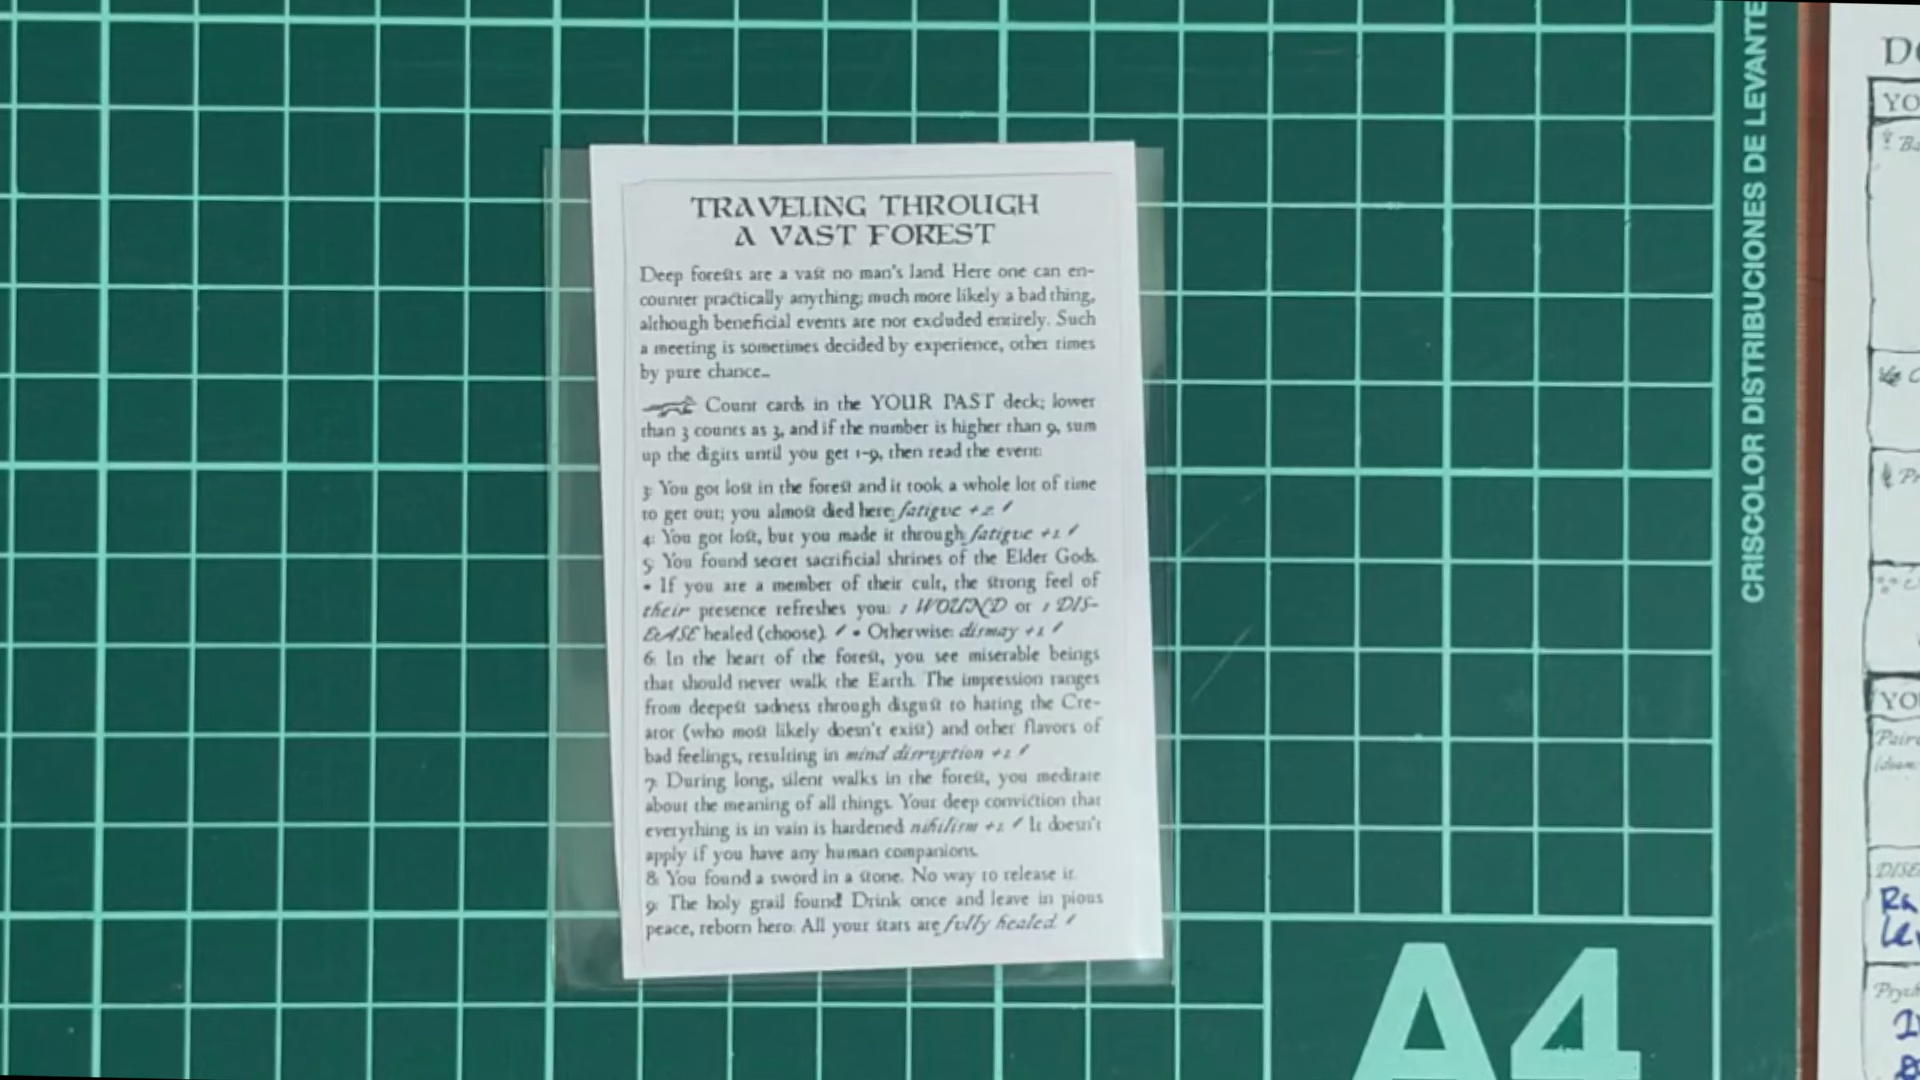 TRAVELING THROUGH
A VAST FOREST
Deep forests are a vast no man's land. Here one can en-
counter practically anything; much more likely a bad thing,
although beneficial events are not excluded entirely. Such
a meeting is sometimes decided by experience, other times
by pure chance...
Count cards in the YOUR PAST deck; lower
than 3 counts as 3, and if the number is higher than 9, sum
up the digits until you get 1-9, then read the event:
3: You got lost in the forest and it took a whole lot of time
to get out; you almost died here: fatigue +2
4: You got lost, but you made it through: fatigue +1
5: You found secret sacrificial shrines of the Elder Gods.
• If you are a member of their cult, the strong feel of
their presence refreshes you: 1 WOUND or 1 DIS-
EASE healed (choose). • Otherwise: dismay +1
6: In the heart of the forest, you see miserable beings
that should never walk the Earth. The impression ranges
from deepest sadness through disgust to hating the Cre-
ator (who most likely doesn't exist) and other flavors of
bad feelings, resulting in mind disruption +1
7: During long, silent walks in the forest, you meditate
about the meaning of all things. Your deep conviction that
everything is in vain is hardened: nihilism +1 It doesn't
apply if you have any human companions.
8: You found a sword in a stone. No way to release it.
9: The holy grail found! Drink once and leave in pious
peace, reborn hero: All your stats are fully healed.
A4
CRISCOLOR DISTRIBUCIONES DE LEVANTE